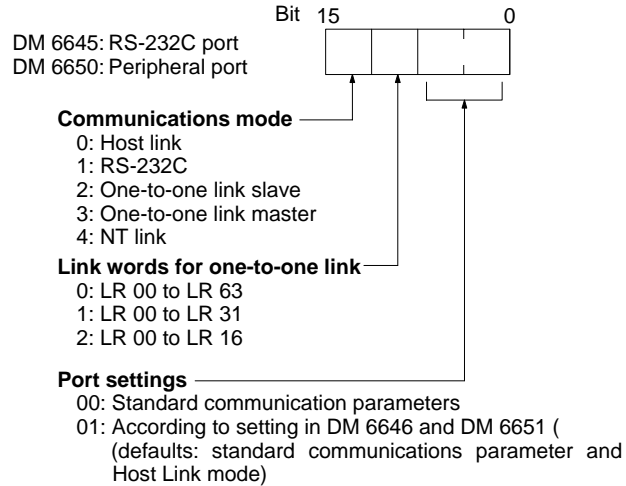 Bit 15 0
DM 6645: RS-232C port
DM 6650: Peripheral port
Communications mode
0: Host link
1: RS-232C
2: One-to-one link slave
3: One-to-one link master
4: NT link
Link words for one-to-one link
0: LR 00 to LR 63
1: LR 00 to LR 31
2: LR 00 to LR 16
Port settings
00: Standard communication parameters
01: According to setting in DM 6646 and DM 6651 (
(defaults: standard communications parameter and
Host Link mode)